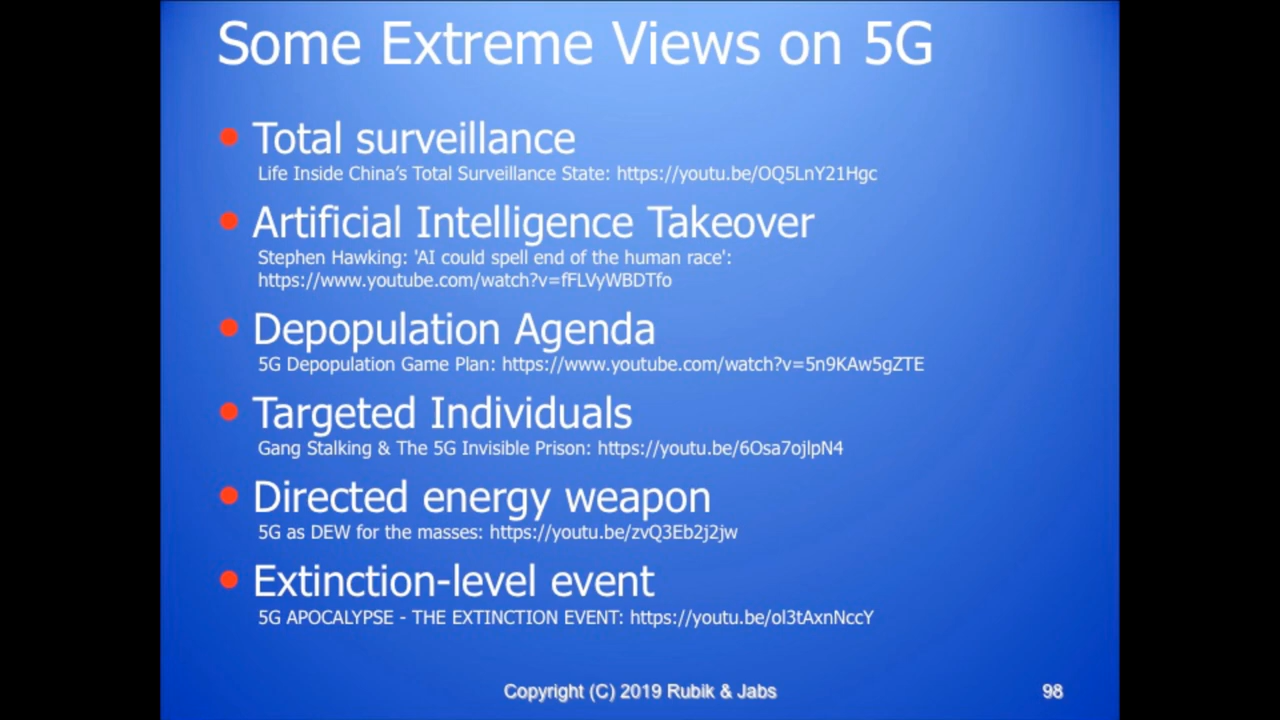 Some Extreme Views on 5G
Total surveillance
Life Inside China's Total Surveillance State: https://youtu.be/OQ5LnY21Hgc
Artificial Intelligence Takeover
Stephen Hawking: 'AI could spell end of the human race':
https://www.youtube.com/watch?v=fFLVyWBDTfo
Depopulation Agenda
5G Depopulation Game Plan: https://www.youtube.com/watch?v=5n9KAw5gZTE
Targeted Individuals
Gang Stalking & The 5G Invisible Prison: https://youtu.be/6Osa7ojlpN4
Directed energy weapon
5G as DEW for the masses: https://youtu.be/zvQ3Eb2j2jw
Extinction-level event
5G APOCALYPSE - THE EXTINCTION EVENT: https://youtu.be/ol3tAxnNccY
Copyright (C) 2019 Rubik & Jabs 98